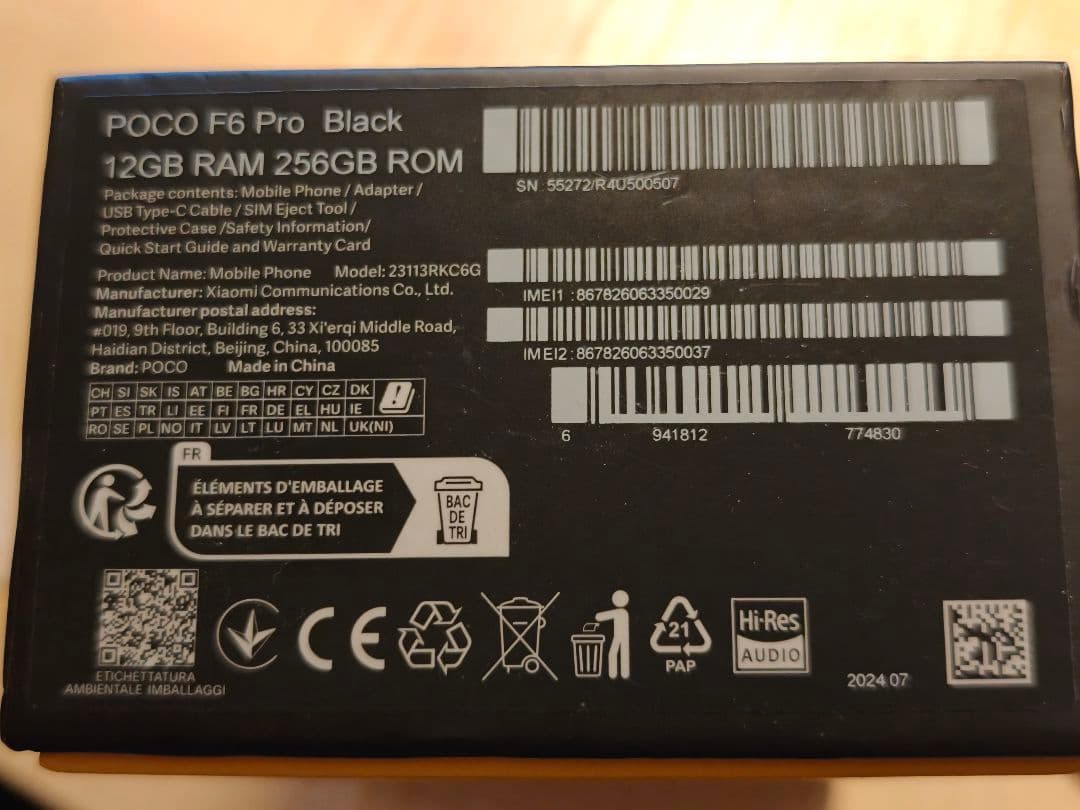 POCO F6 Pro Black
12GB RAM 256GB ROM
Package contents: Mobile Phone / Adapter /
USB Type-C Cable / SIM Eject Tool /
Protective Case /Safety Information/
Quick Start Guide and Warranty Card
Product Name: Mobile Phone Model: 23113RKC6G
Manufacturer: Xiaomi Communications Co., Ltd.
Manufacturer postal address:
#019, 9th Floor, Building 6, 33 Xi'erqi Middle Road,
Haidian District, Beijing, China, 100085
Brand: POCO Made in China
CH SI SK IS AT BE BG HR CY CZ DK
PT ES TR LI EE FI FR DE EL HU IE
RO SE PL NO IT LV LT LU MT NL UK(NI)
SN 55272/R4U500507
IMEI1 :867826063350029
IMEI2 :867826063350037
6 941812 774830
FR
ÉLÉMENTS D'EMBALLAGE
À SÉPARER ET À DÉPOSER
DANS LE BAC DE TRI
BAC
DE
TRI
ETICHETTATURA
AMBIENTALE IMBALLAGGI
CE
21
PAP
Hi-Res
AUDIO
2024 07